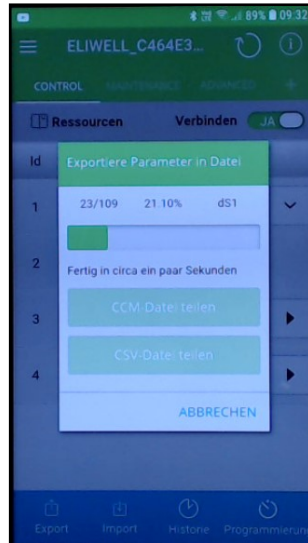 89% 09:32
ELIWELL_C464E3...
CONTROL MAINTENANCE ADVANCED +
Ressourcen Verbinden JA
Id
Exportiere Parameter in Datei
1
23/109 21.10% dS1
Fertig in circa ein paar Sekunden
2
CCM-Datei teilen
3
CSV-Datei teilen
4
ABBRECHEN
Export Import Historie Programmierung